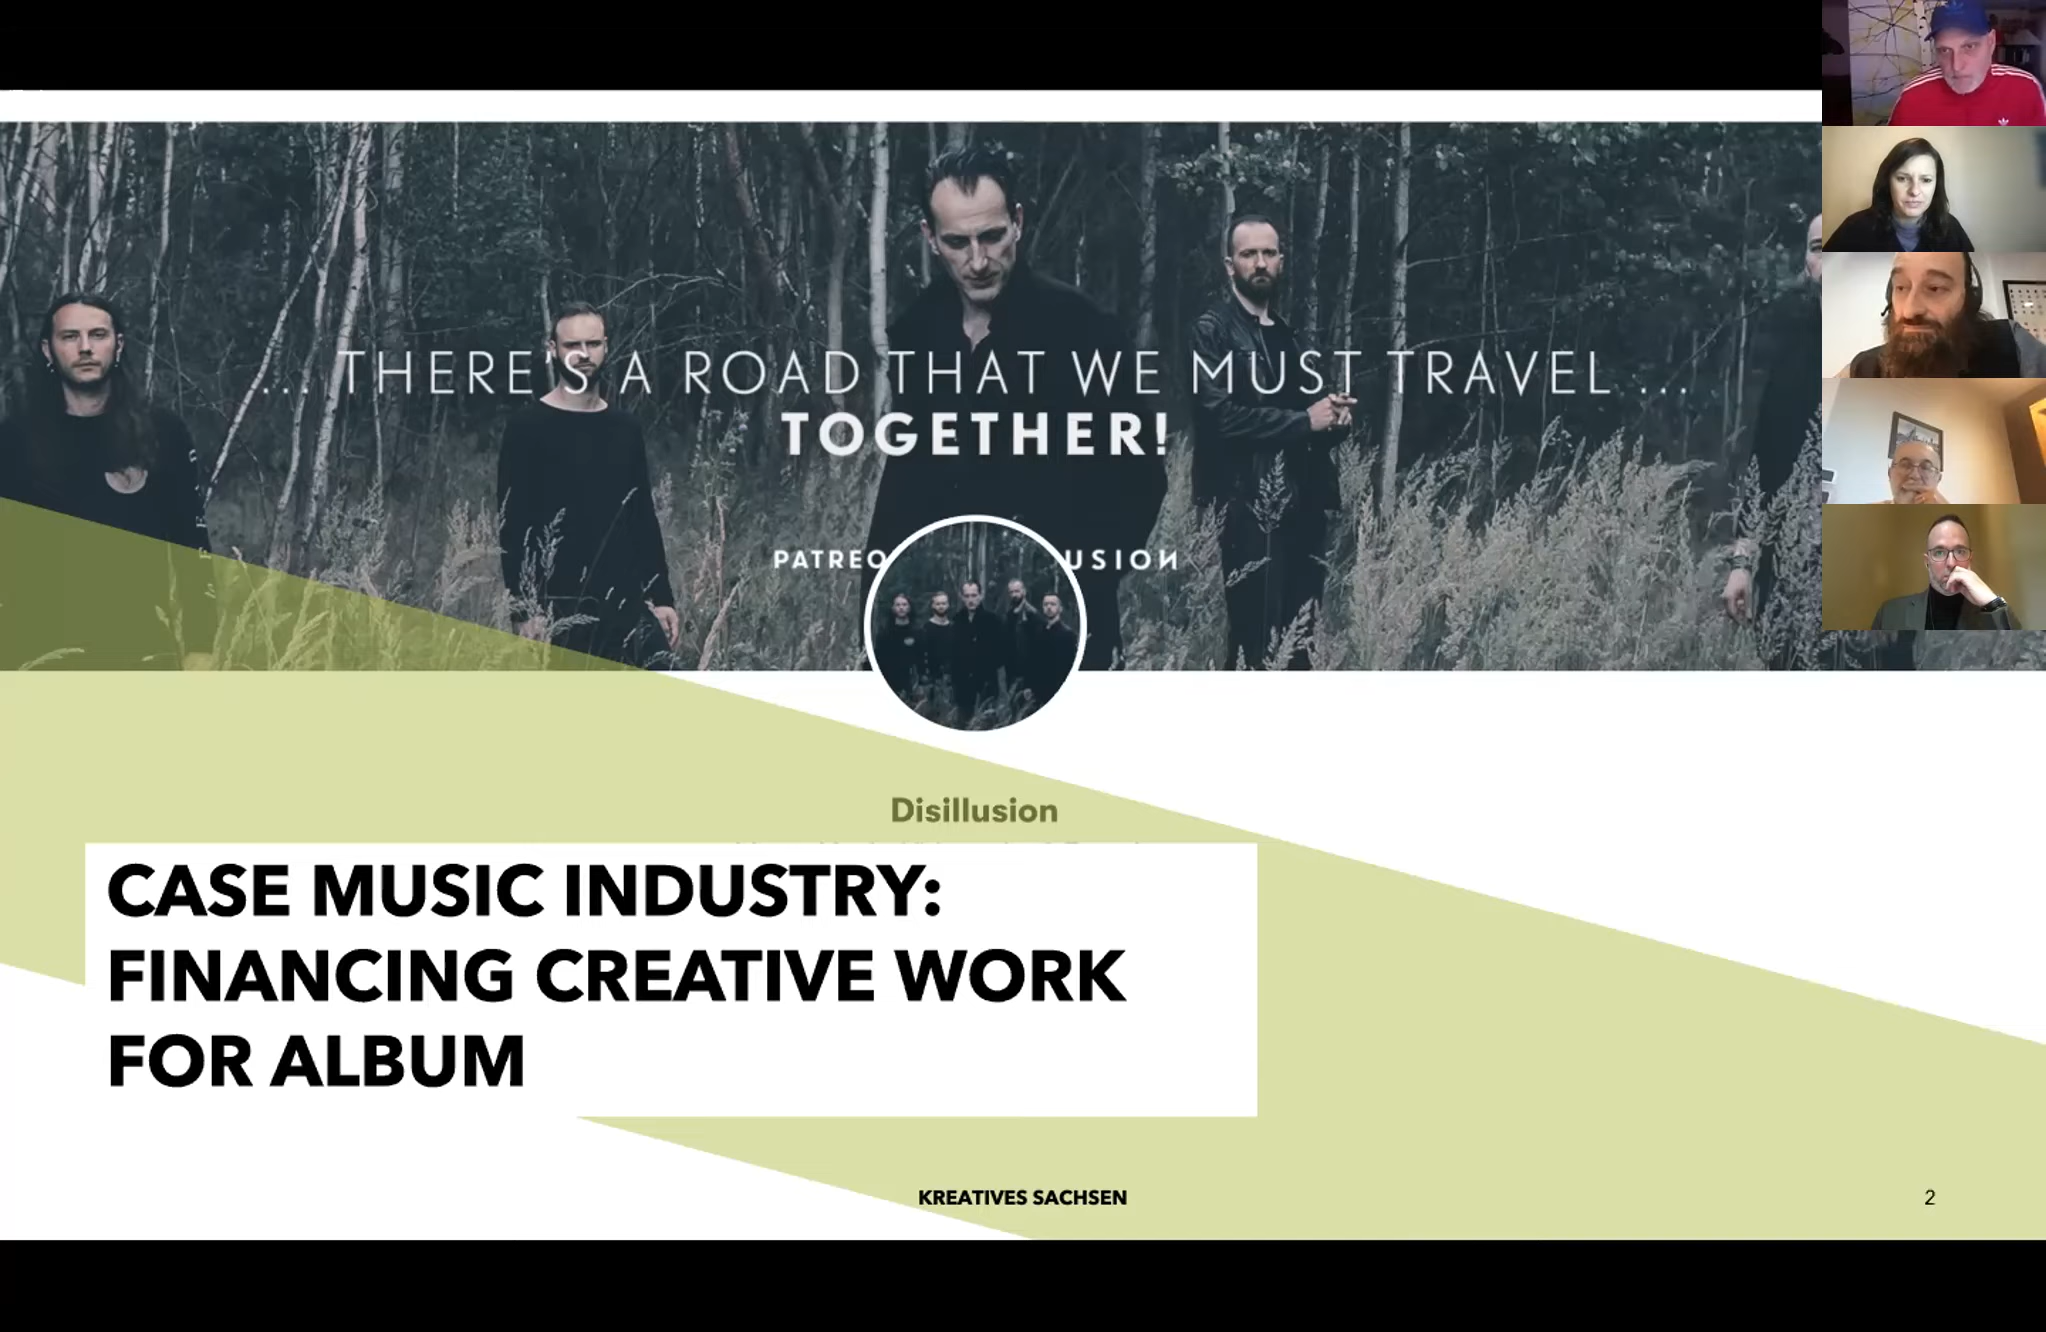 ... THERE'S A ROAD THAT WE MUST TRAVEL ...
TOGETHER!
Disillusion
CASE MUSIC INDUSTRY:
FINANCING CREATIVE WORK
FOR ALBUM
KREATIVES SACHSEN
2